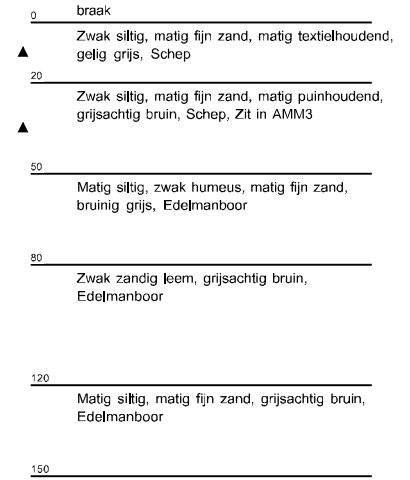 0 braak
Zwak siltig, matig fijn zand, matig textielhoudend,
gelig grijs, Schep
20
Zwak siltig, matig fijn zand, matig puinhoudend,
grijsachtig bruin, Schep, Zit in AMM3
50
Matig siltig, zwak humeus, matig fijn zand,
bruinig grijs, Edelmanboor
80
Zwak zandig leem, grijsachtig bruin,
Edelmanboor
120
Matig siltig, matig fijn zand, grijsachtig bruin,
Edelmanboor
150